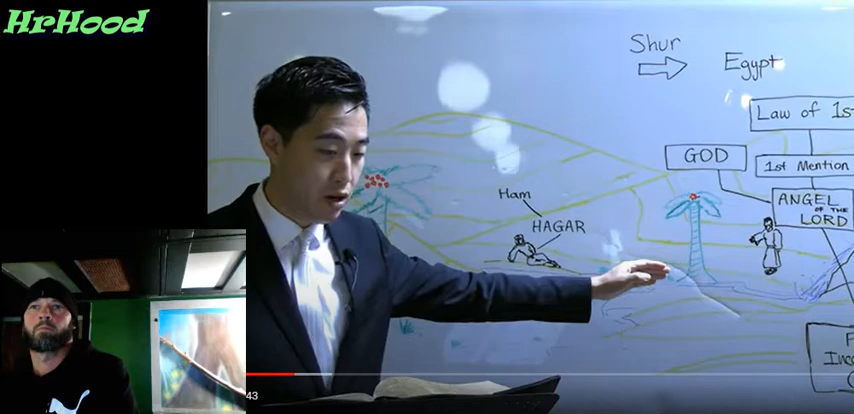 HrHood
Shur
Egypt
Law of 1st
GOD
1st Mention
Ham
HAGAR
ANGEL
OF THE
LORD
43